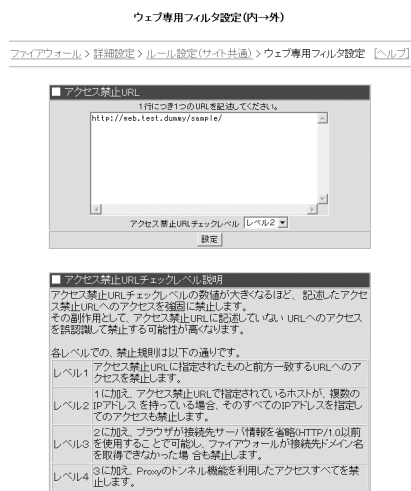 ウェブ専用フィルタ設定(内→外)
ファイアウォール > 詳細設定 > ルール設定(サイト共通) > ウェブ専用フィルタ設定 [ヘルプ]
■ アクセス禁止URL
1行につき1つのURLを記述してください。
http://web.test.dummy/sample/
アクセス禁止URLチェックレベル レベル2
設定
■ アクセス禁止URLチェックレベル説明
アクセス禁止URLチェックレベルの数値が大きくなるほど、記述したアクセ
ス禁止URLへのアクセスを強固に禁止します。
その副作用として、アクセス禁止URLに記述していない URLへのアクセス
を誤認識して禁止する可能性が高くなります。
各レベルでの、禁止規則は以下の通りです。
レベル1 アクセス禁止URLに指定されたものと前方一致するURLへのア
クセスを禁止します。
レベル2 1に加え、アクセス禁止URLで指定されているホストが、複数の
IPアドレス を持っている場合、そのすべてのIPアドレスを指定し
てのアクセスも禁止します。
レベル3 2に加え、ブラウザが接続先サーバ情報を省略(HTTP/1.0以前
を使用することで可能)し、ファイアウォールが接続先ドメイン名
を取得できなかった場 合も禁止します。
レベル4 3に加え、Proxyのトンネル機能を利用したアクセスすべてを禁
止します。